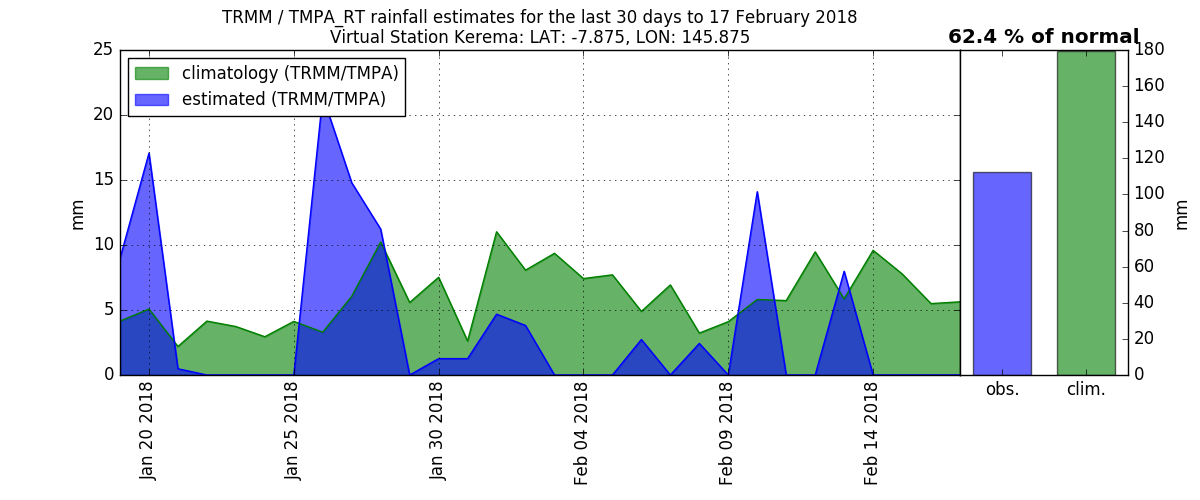 TRMM / TMPA_RT rainfall estimates for the last 30 days to 17 February 2018
Virtual Station Kerema: LAT: -7.875, LON: 145.875
62.4 % of normal
climatology (TRMM/TMPA)
estimated (TRMM/TMPA)
25
20
15
10
5
0
mm
Jan 20 2018
Jan 25 2018
Jan 30 2018
Feb 04 2018
Feb 09 2018
Feb 14 2018
obs.
clim.
180
160
140
120
100
80
60
40
20
0
mm